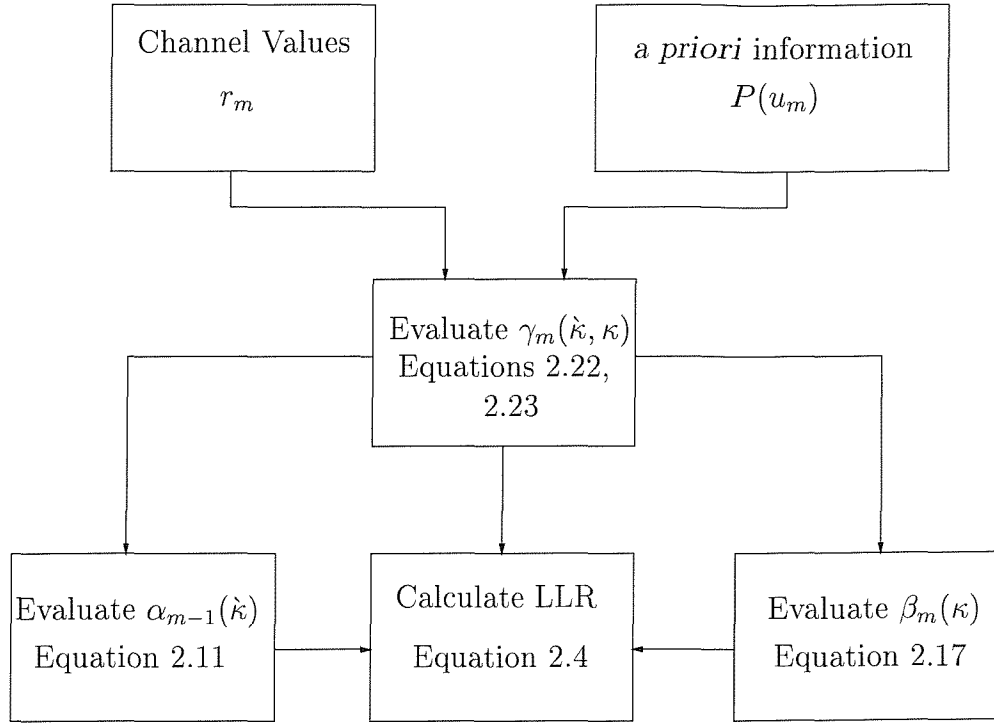 Channel Values
r_m
a priori information
P(u_m)
Evaluate γ_m(κ̀, κ)
Equations 2.22,
2.23
Evaluate α_{m−1}(κ̀)
Equation 2.11
Calculate LLR
Equation 2.4
Evaluate β_m(κ)
Equation 2.17